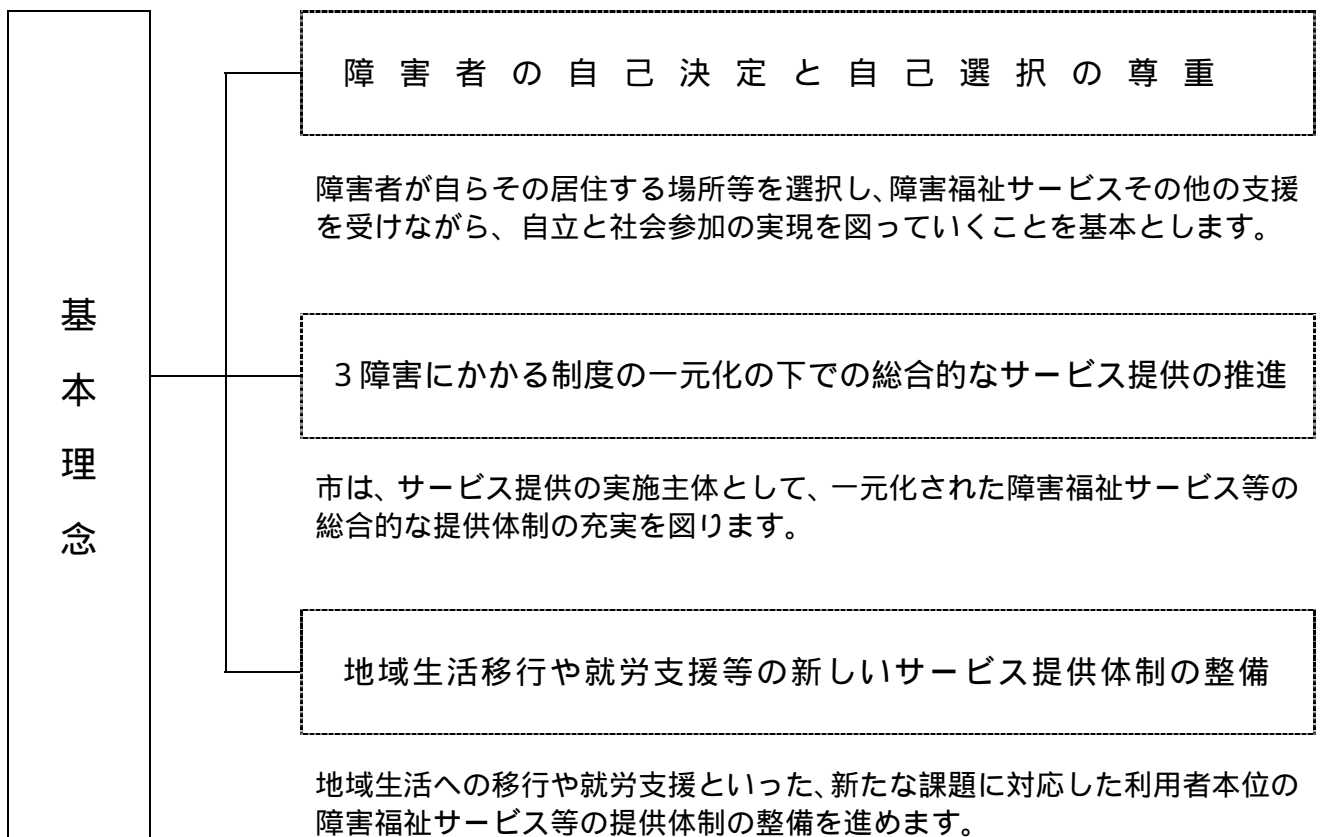 基本理念
障害者の自己決定と自己選択の尊重
障害者が自らその居住する場所等を選択し、障害福祉サービスその他の支援
を受けながら、自立と社会参加の実現を図っていくことを基本とします。
3障害にかかる制度の一元化の下での総合的なサービス提供の推進
市は、サービス提供の実施主体として、一元化された障害福祉サービス等の
総合的な提供体制の充実を図ります。
地域生活移行や就労支援等の新しいサービス提供体制の整備
地域生活への移行や就労支援といった、新たな課題に対応した利用者本位の
障害福祉サービス等の提供体制の整備を進めます。